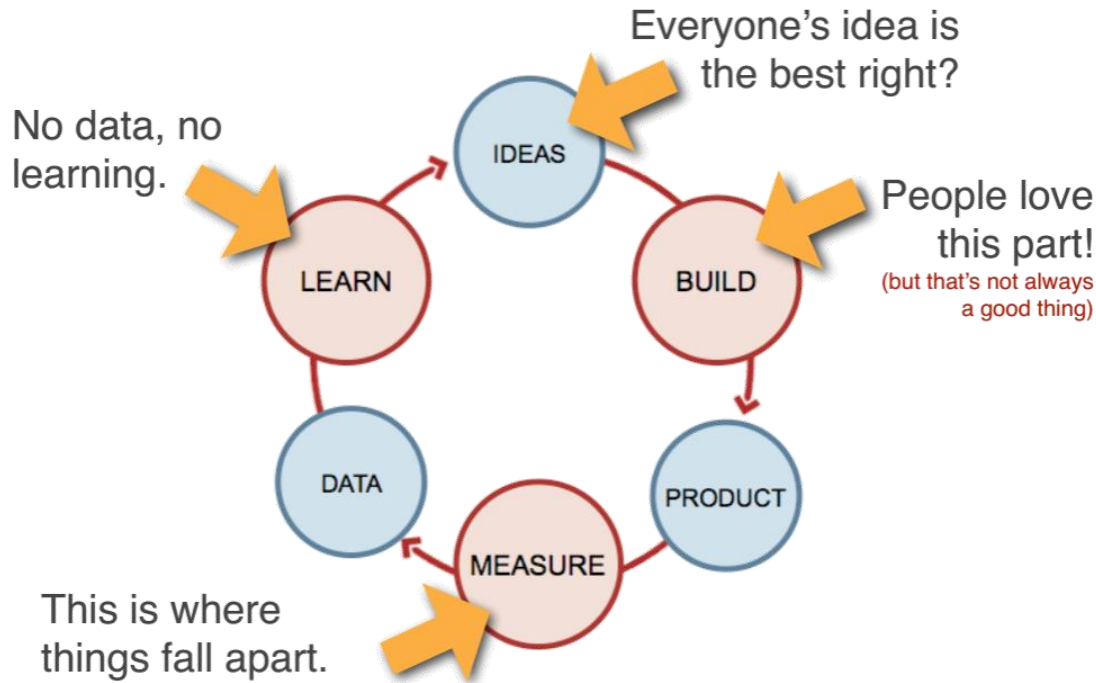 Everyone's idea is
the best right?
No data, no
learning.
IDEAS
People love
this part!
(but that's not always
a good thing)
LEARN
BUILD
DATA
PRODUCT
MEASURE
This is where
things fall apart.